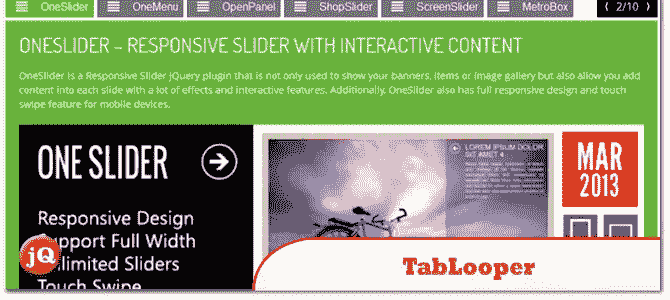 OneSlider OneMenu OpenPanel ShopSlider ScreenSlider MetroBox 2/10
ONESLIDER – RESPONSIVE SLIDER WITH INTERACTIVE CONTENT
OneSlider is a Responsive Slider jQuery plugin that is not only used to show your banners, items or image gallery but also allow you add
content into each slide with a lot of effects and interactive features. Additionally, OneSlider also has full responsive design and touch
swipe feature for mobile devices.
ONE SLIDER
Responsive Design
Support Full Width
Unlimited Sliders
Touch Swipe
LOREM IPSUM DOLOR
SIT AMET 4
MAR
2013
jQ
TabLooper